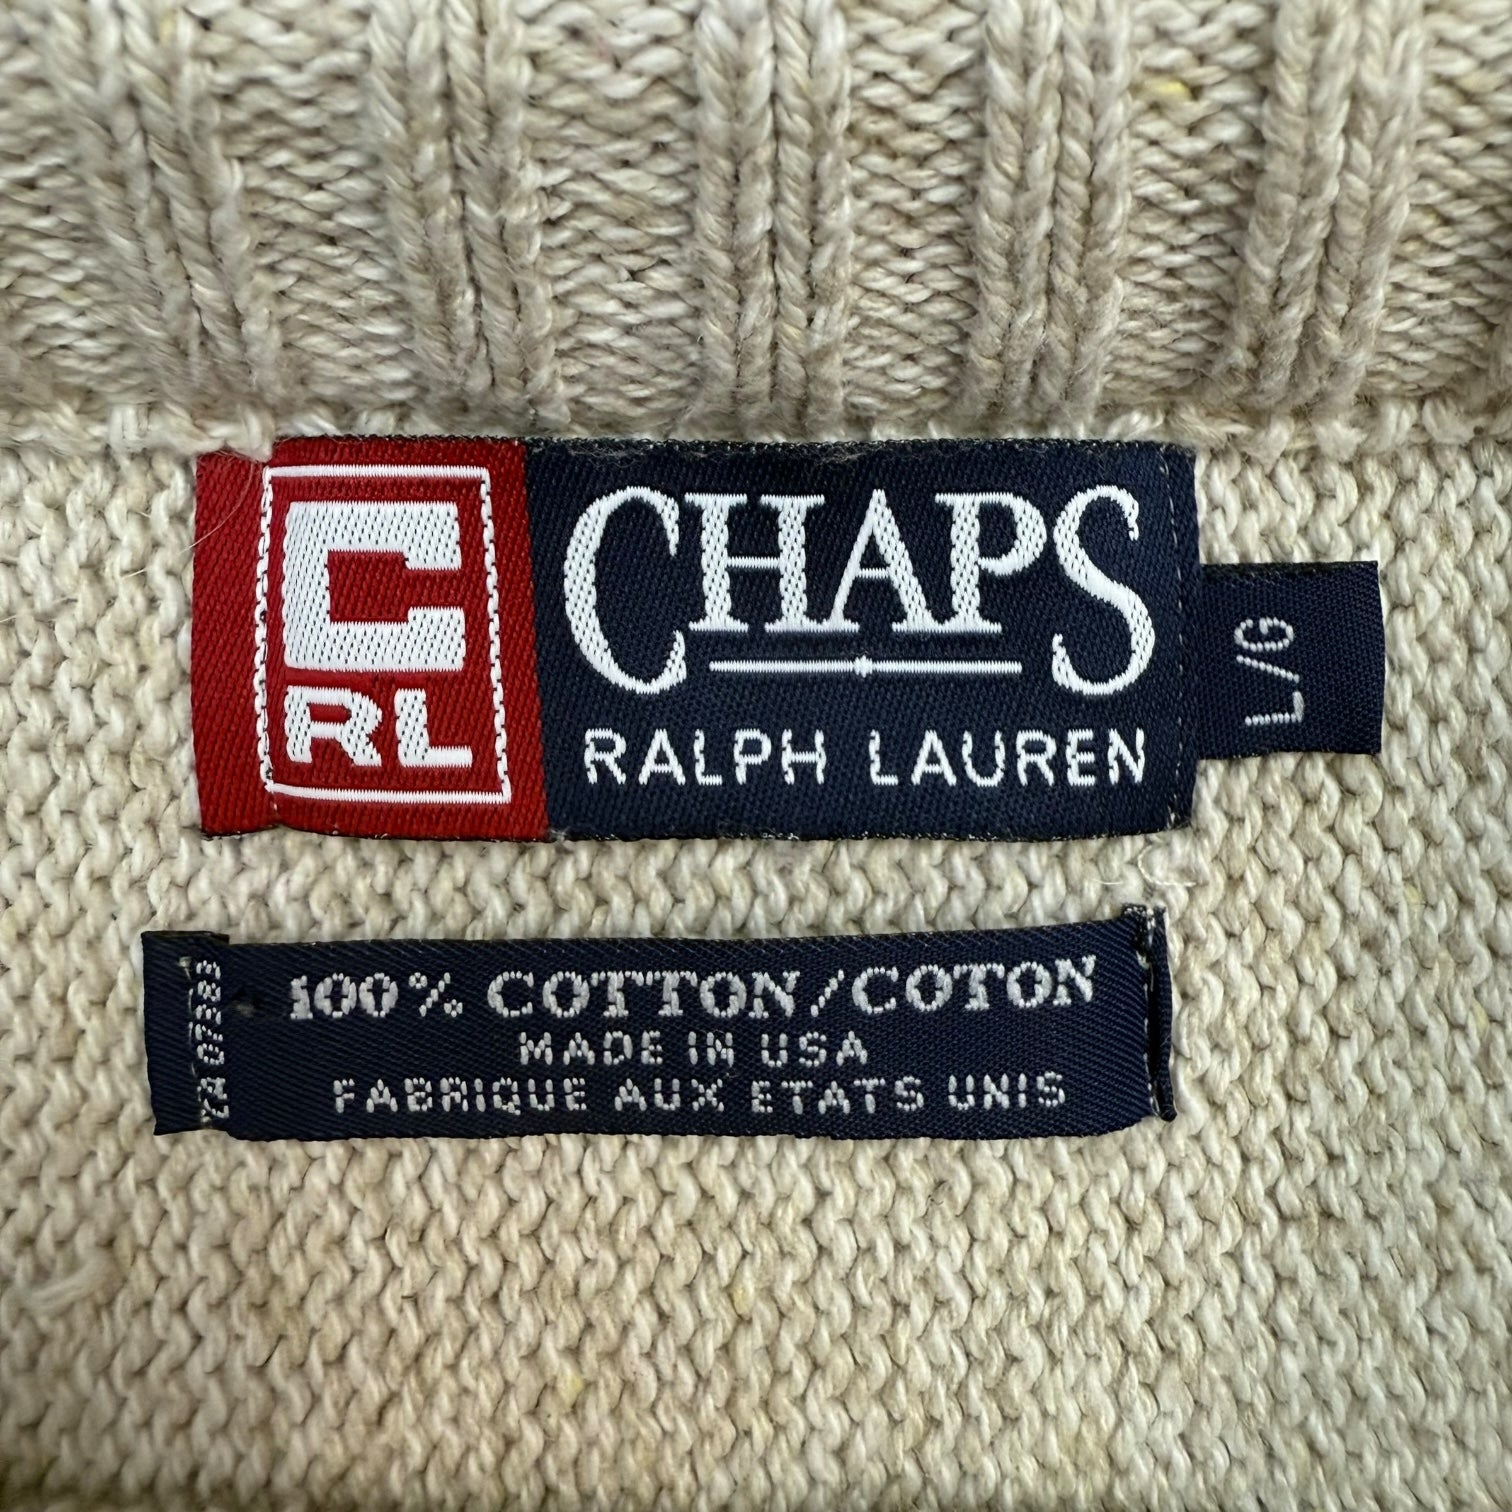 C
RL
CHAPS
RALPH LAUREN
L/G
100% COTTON/COTON
MADE IN USA
FABRIQUE AUX ETATS UNIS